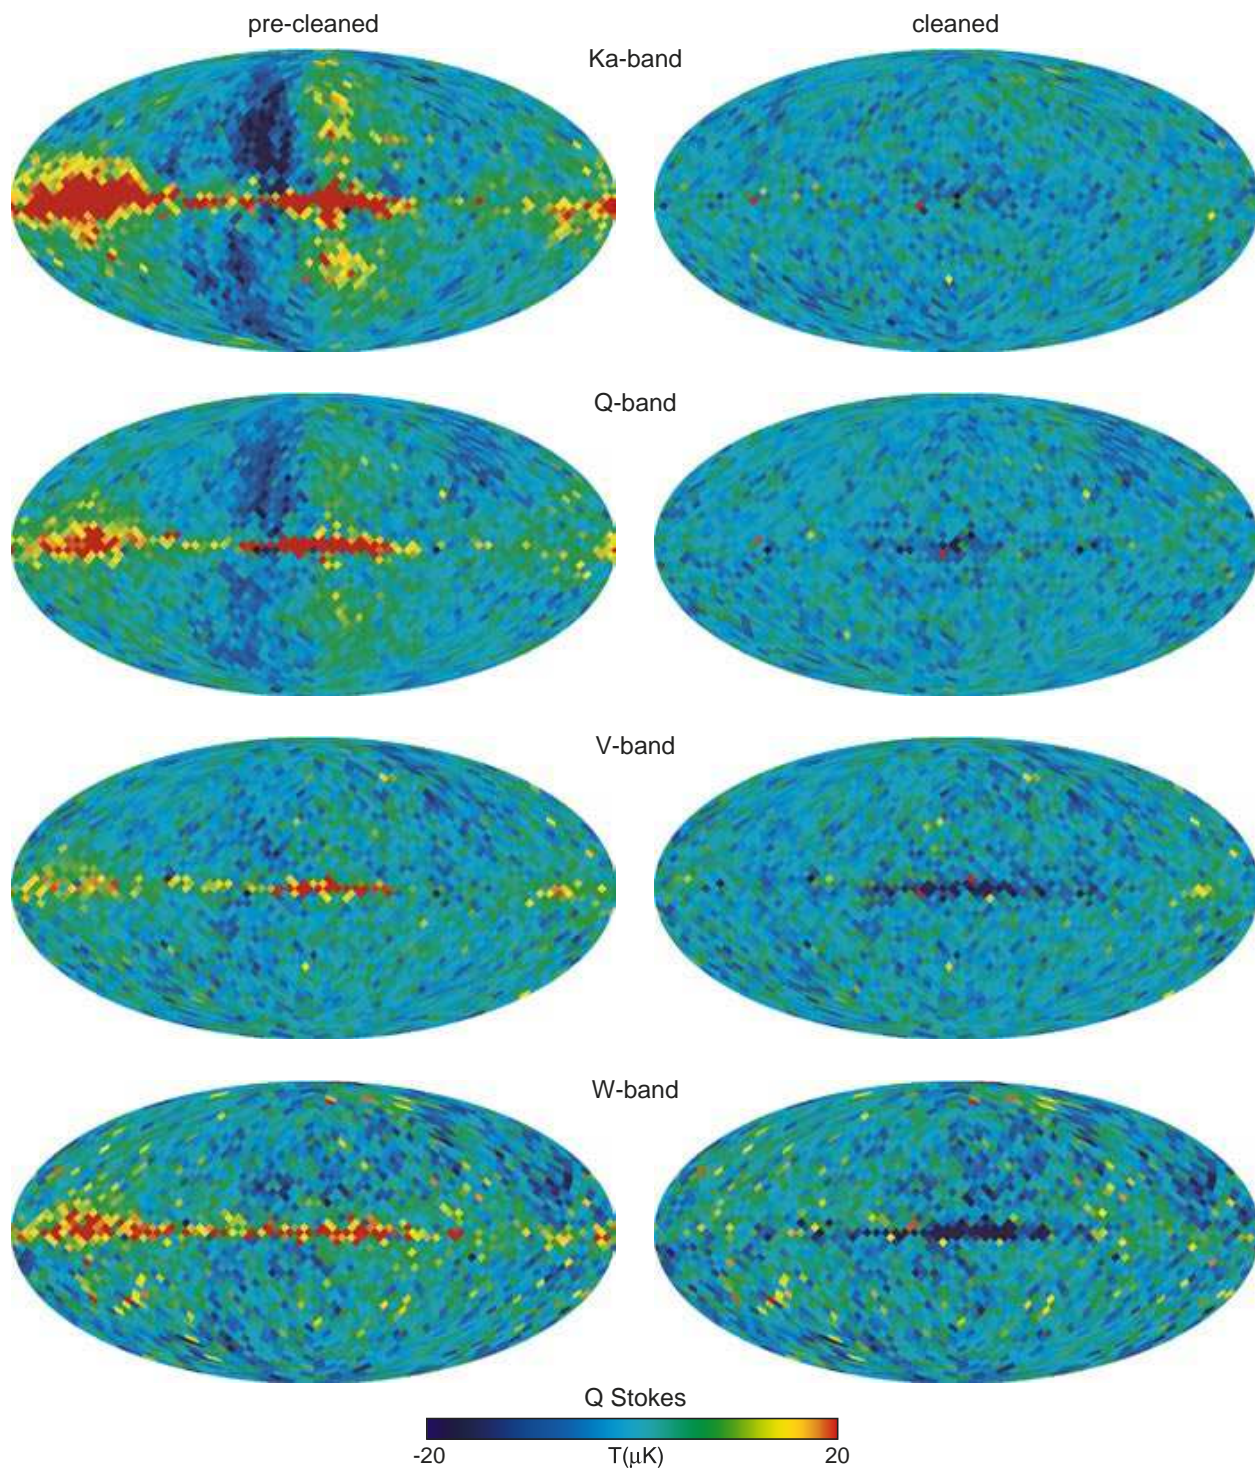 pre-cleaned
cleaned
Ka-band
Q-band
V-band
W-band
Q Stokes
-20
T(μK)
20